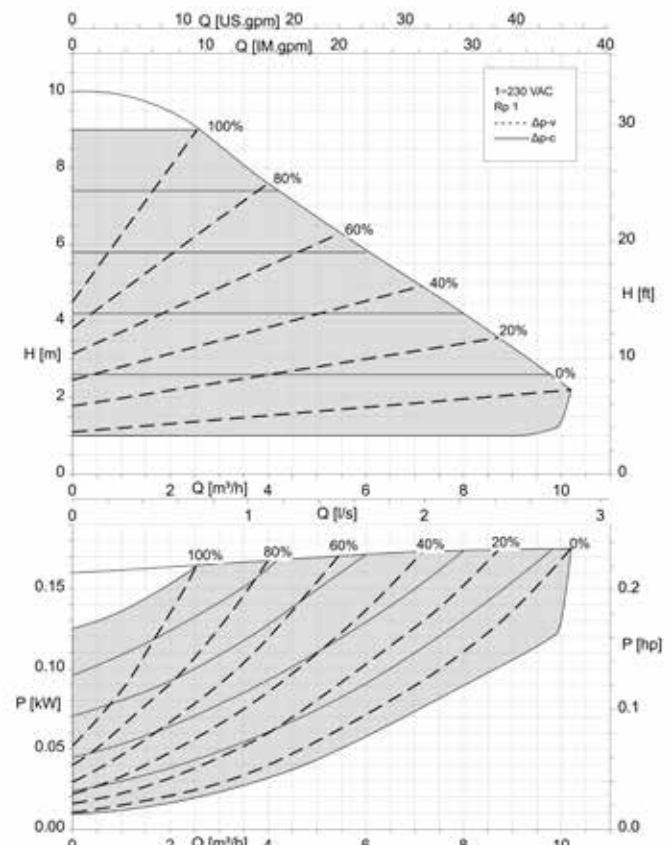 0 10 Q [US.gpm] 20 30 40
0 10 Q [IM.gpm] 20 30 40
10
8
6
4
H [m]
2
0
1~230 VAC
Rp 1
Δp-v
Δp-c
30
20
H [ft]
10
0
100%
80%
60%
40%
20%
0%
0 2 Q [m³/h] 4 6 8 10
0 1 Q [l/s] 2 3
100% 80% 60% 40% 20% 0%
0.15
0.10
P [kW]
0.05
0.00
0.2
P [hp]
0.1
0.0
0 2 Q [m³/h] 4 6 8 10